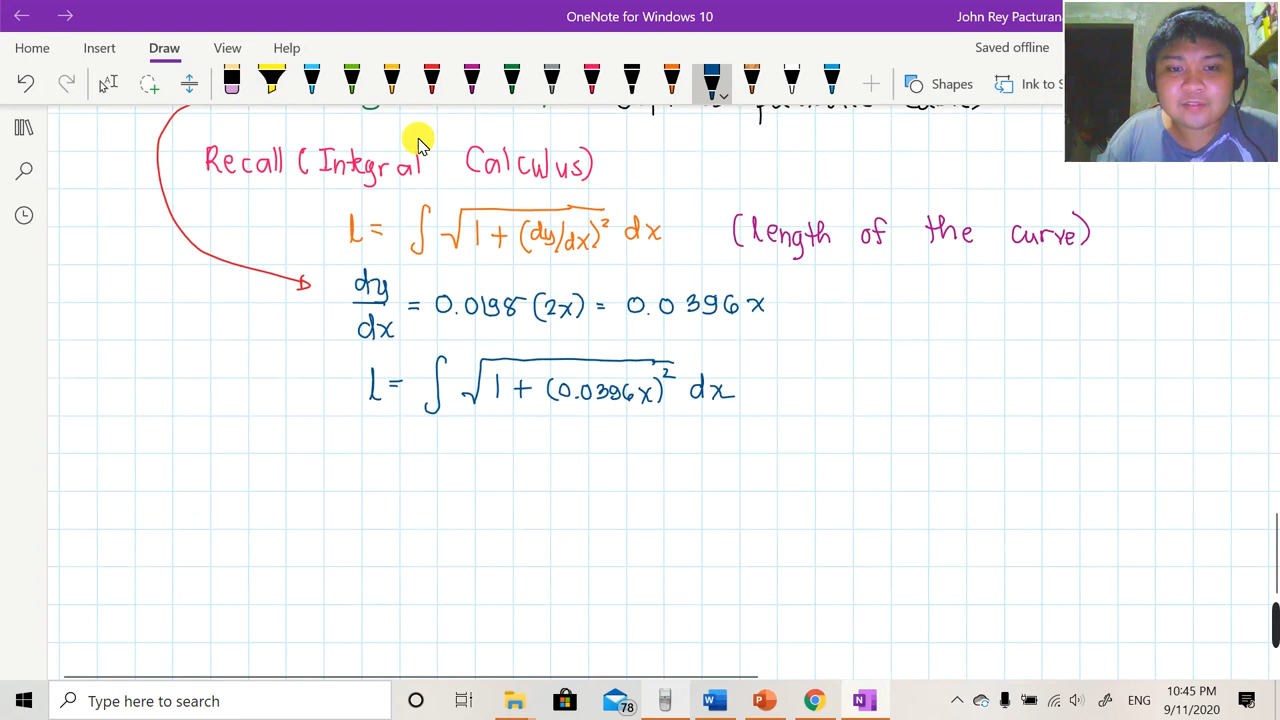 OneNote for Windows 10
John Rey Pacturan
Home Insert Draw View Help
Saved offline
Shapes
Ink to S
Recall (Integral Calculus)
L = ∫ √1 + (dy/dx)² dx (length of the curve)
dy/dx = 0.0198 (2x) = 0.0396 x
L = ∫ √1 + (0.0396x)² dx
Type here to search
78
ENG
10:45 PM
9/11/2020